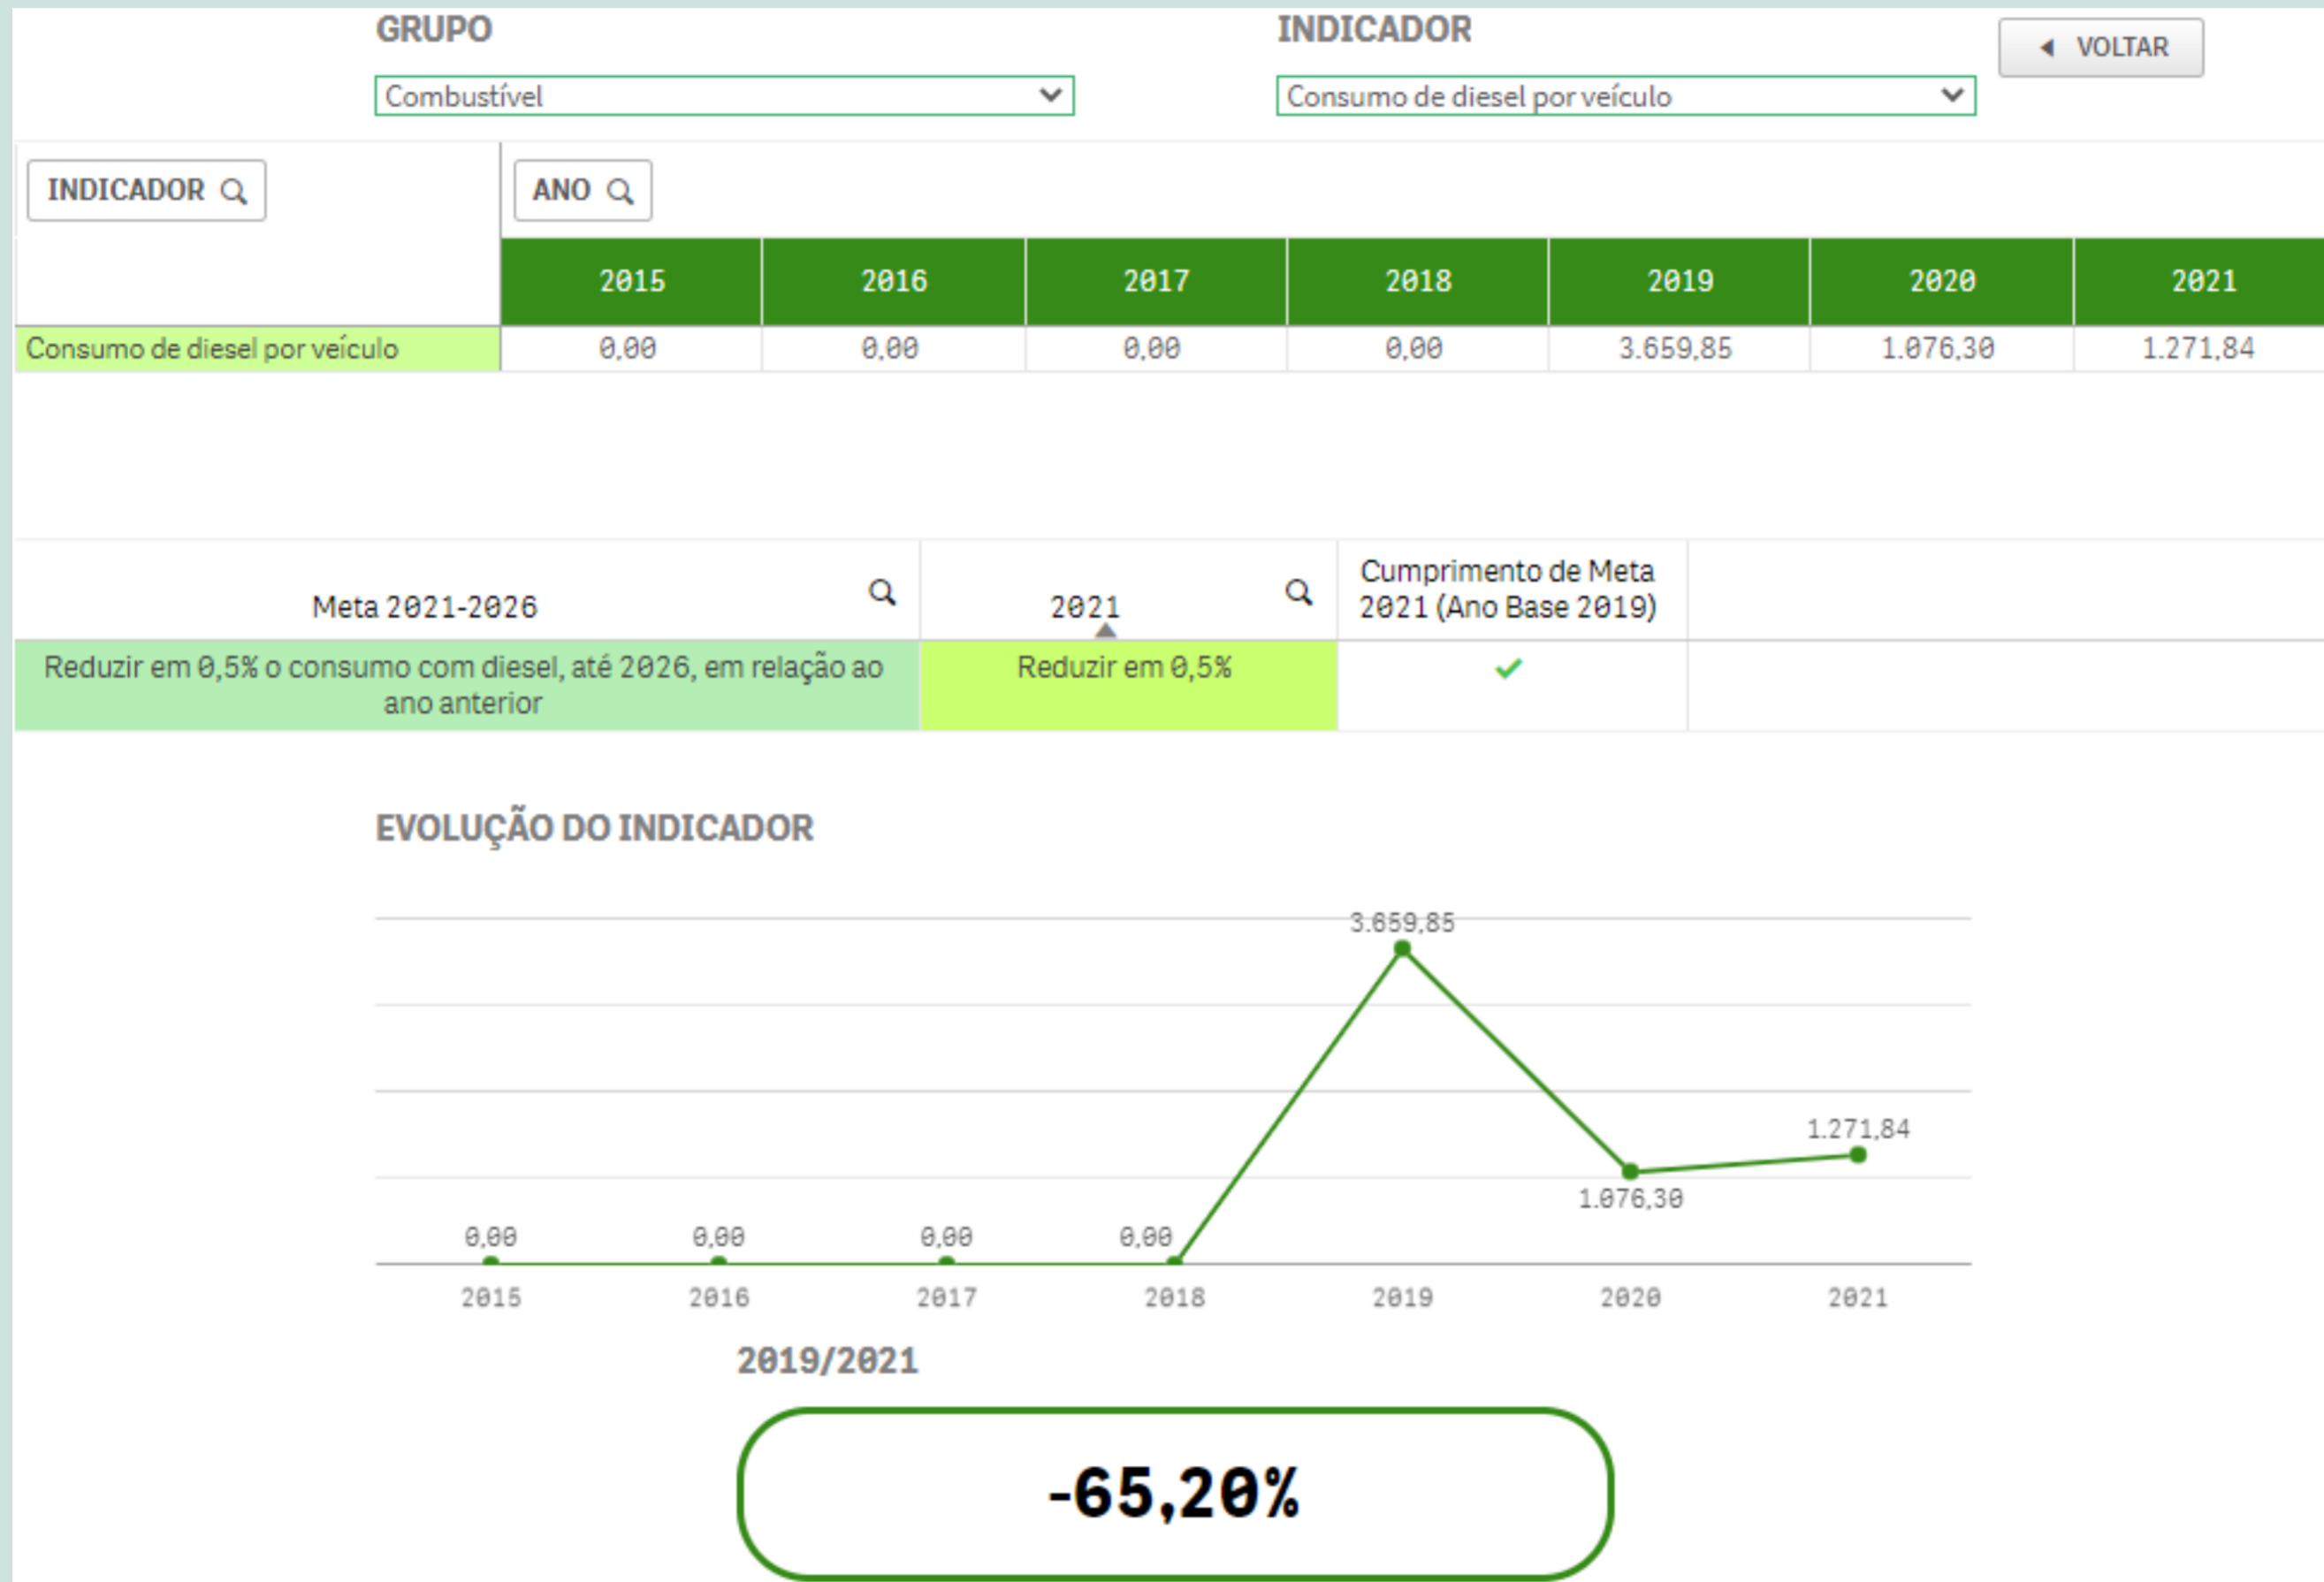 GRUPO
INDICADOR
VOLTAR
Combustível
Consumo de diesel por veículo
INDICADOR
ANO
2015 2016 2017 2018 2019 2020 2021
Consumo de diesel por veículo 0,00 0,00 0,00 0,00 3.659,85 1.076,30 1.271,84
Meta 2021-2026
2021
Cumprimento de Meta
2021 (Ano Base 2019)
Reduzir em 0,5% o consumo com diesel, até 2026, em relação ao
ano anterior
Reduzir em 0,5%
EVOLUÇÃO DO INDICADOR
3.659,85
1.271,84
1.076,30
0,00 0,00 0,00 0,00
2015 2016 2017 2018 2019 2020 2021
2019/2021
-65,20%